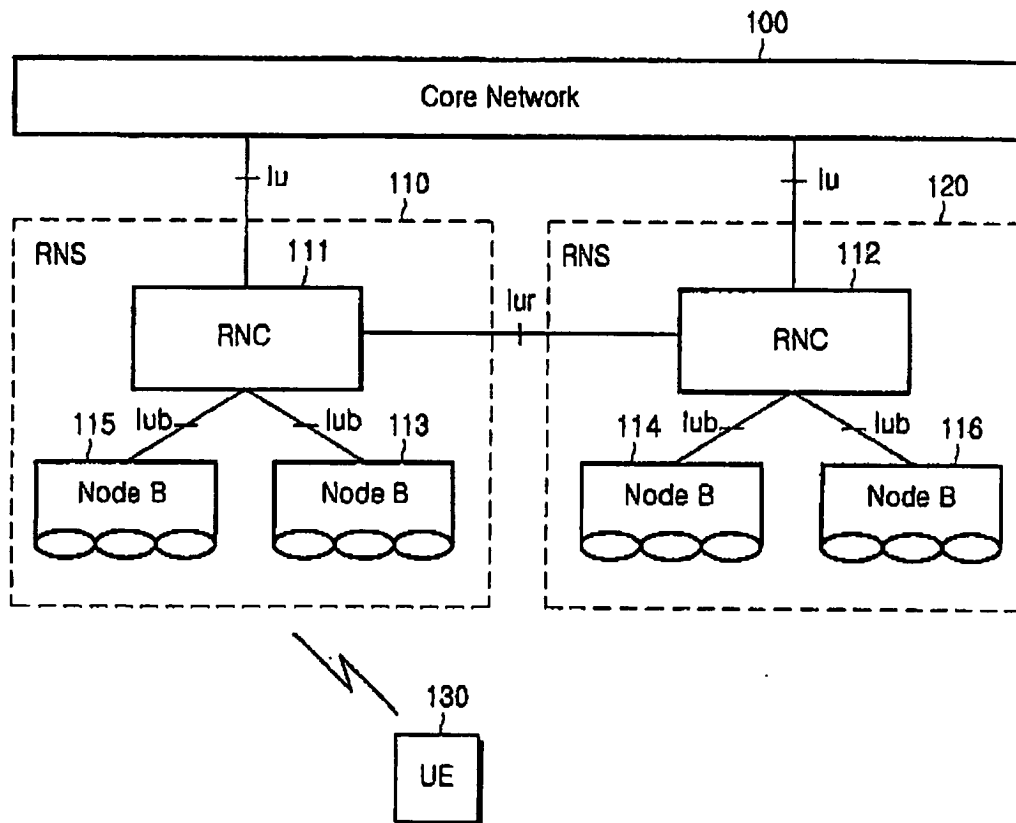 100
Core Network
Iu
Iu
110
120
RNS
111
RNS
112
RNC
Iur
RNC
115
Iub
Iub
113
114
Iub
Iub
116
Node B
Node B
Node B
Node B
130
UE